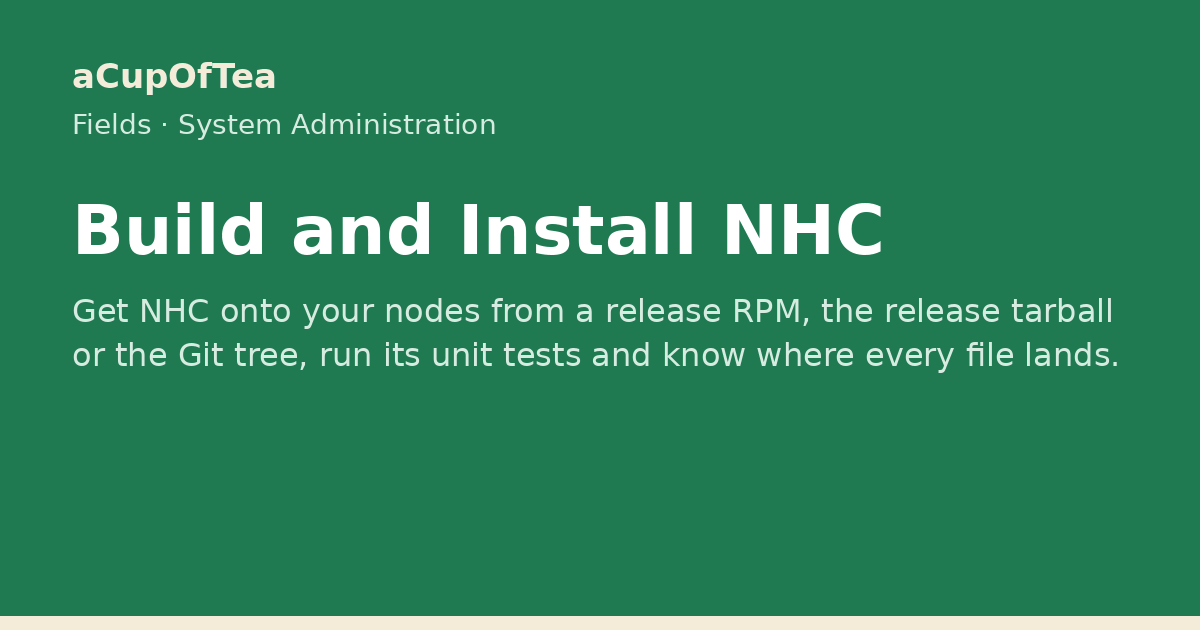 aCupOfTea
Fields · System Administration
Build and Install NHC
Get NHC onto your nodes from a release RPM, the release tarball
or the Git tree, run its unit tests and know where every file lands.